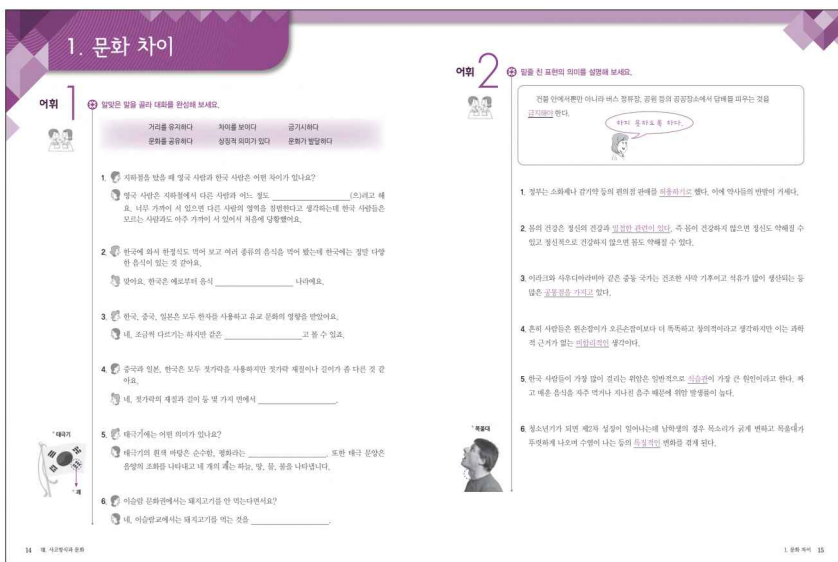 1. 문화 차이
어휘 1
알맞은 말을 골라 대화를 완성해 보세요.
거리를 유지하다 차이를 보이다 금기시하다
문화를 공유하다 상징적 의미가 있다 문화가 발달하다
1. 지하철을 탔을 때 영국 사람과 한국 사람은 어떤 차이가 있나요?
영국 사람은 지하철에서 다른 사람과 어느 정도 (으)려고 해
요. 너무 가까이 서 있으면 다른 사람의 영역을 침범한다고 생각하는데 한국 사람들은
모르는 사람과도 아주 가까이 서 있어서 처음에 당황했어요.
2. 한국에 와서 한정식도 먹어 보고 여러 종류의 음식을 먹어 봤는데 한국에는 정말 다양
한 음식이 있는 것 같아요.
맞아요. 한국은 예로부터 음식 나라예요.
3. 한국, 중국, 일본은 모두 한자를 사용하고 유교 문화의 영향을 받았어요.
네, 조금씩 다르기는 하지만 같은 고 볼 수 있죠.
4. 중국과 일본, 한국은 모두 젓가락을 사용하지만 젓가락 재질이나 길이가 좀 다른 것 같
아요.
네, 젓가락의 재질과 길이 등 몇 가지 면에서 .
*태극기
*괘
5. 태극기에는 어떤 의미가 있나요?
태극기의 흰색 바탕은 순수한, 평화라는 . 또한 태극 문양은
음양의 조화를 나타내고 네 개의 괘*는 하늘, 땅, 물, 불을 나타냅니다.
6. 이슬람 문화권에서는 돼지고기를 안 먹는다면서요?
네, 이슬람교에서는 돼지고기를 먹는 것을 .
14 Ⅶ. 사고방식과 문화
어휘 2
밑줄 친 표현의 의미를 설명해 보세요.
건물 안에서뿐만 아니라 버스 정류장, 공원 등의 공공장소에서 담배를 피우는 것을
금지해야 한다.
하지 못하도록 하다.
1. 정부는 소화제나 감기약 등의 편의점 판매를 허용하기로 했다. 이에 약사들의 반발이 거세다.
2. 몸의 건강은 정신의 건강과 밀접한 관련이 있다. 즉 몸이 건강하지 않으면 정신도 약해질 수
있고 정신적으로 건강하지 않으면 몸도 약해질 수 있다.
3. 이라크와 사우디아라비아 같은 중동 국가는 건조한 사막 기후이고 석유가 많이 생산되는 등
많은 공통점을 가지고 있다.
4. 흔히 사람들은 왼손잡이가 오른손잡이보다 더 똑똑하고 창의적이라고 생각하지만 이는 과학
적 근거가 없는 비합리적인 생각이다.
5. 한국 사람들이 가장 많이 걸리는 위암은 일반적으로 식습관이 가장 큰 원인이라고 한다. 짜
고 매운 음식을 자주 먹거나 지나친 음주 때문에 위암 발생률이 높다.
*목울대
6. 청소년기가 되면 제2차 성징이 일어나는데 남학생의 경우 목소리가 굵게 변하고 목울대*가
뚜렷하게 나오며 수염이 나는 등의 특징적인 변화를 겪게 된다.
1. 문화 차이 15